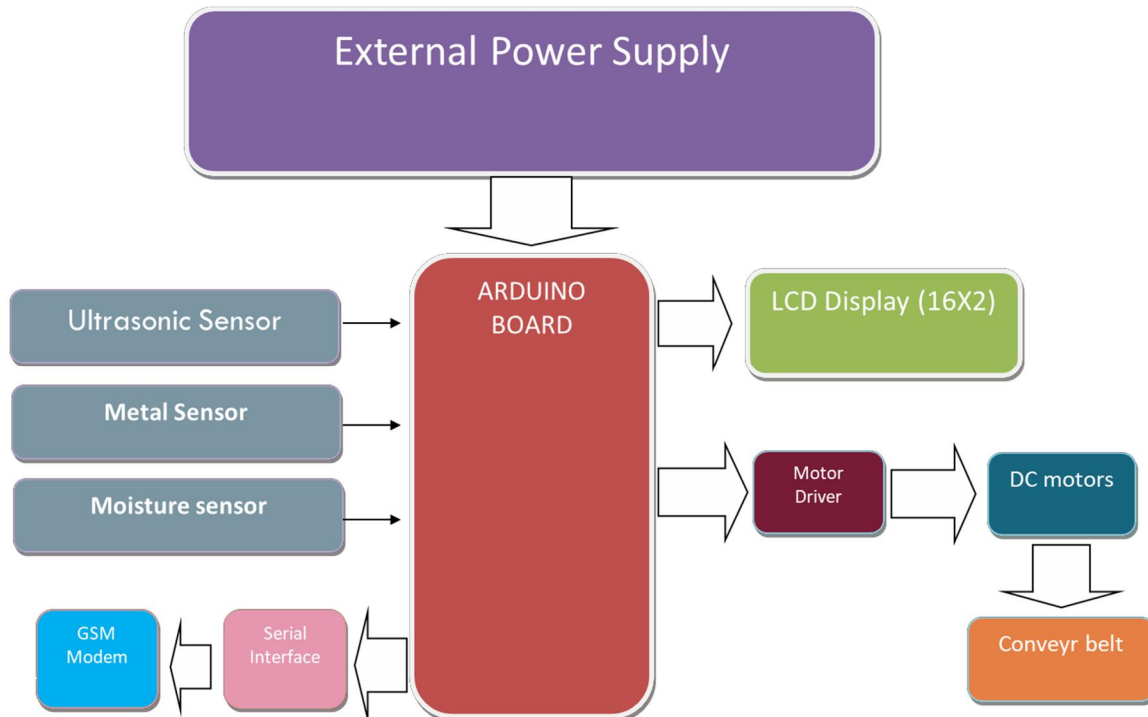 External Power Supply
ARDUINO
BOARD
LCD Display (16X2)
Ultrasonic Sensor
Metal Sensor
Moisture sensor
Motor
Driver
DC motors
GSM
Modem
Serial
Interface
Conveyr belt